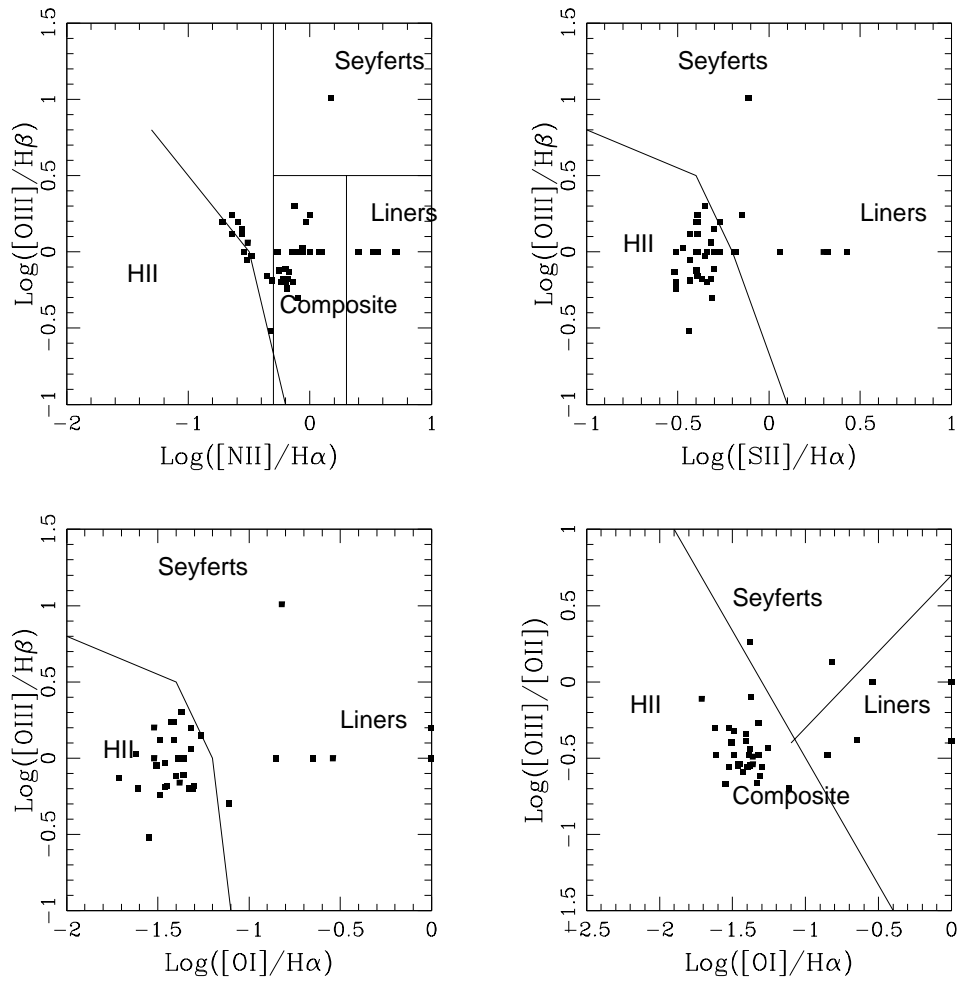 1.5
1
0.5
0
−0.5
−1
Log([OIII]/Hβ)
Seyferts
Liners
HII
Composite
−2
−1
0
1
Log([NII]/Hα)
1.5
1
0.5
0
−0.5
−1
Log([OIII]/Hβ)
Seyferts
Liners
HII
−1
−0.5
0
0.5
1
Log([SII]/Hα)
1.5
1
0.5
0
−0.5
−1
Log([OIII]/Hβ)
Seyferts
Liners
HII
−2
−1.5
−1
−0.5
0
Log([OI]/Hα)
1
0.5
0
−0.5
−1
1.5
Log([OIII]/[OII])
Seyferts
HII
Liners
Composite
−2.5
−2
−1.5
−1
−0.5
0
Log([OI]/Hα)